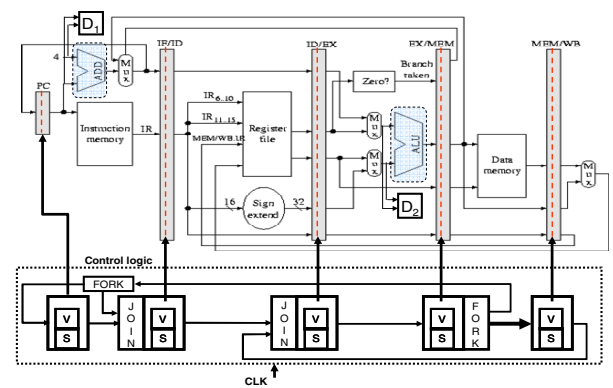 D1
IF/ID
ID/EX
EX/MEM
MEM/WB
4
ADD
M
u
x
Branch
taken
Zero?
PC
IR6..10
IR11..15
MEM/WB.IR
Instruction
memory
IR
Register
file
M
u
x
M
u
x
ALU
Data
memory
M
u
x
16
Sign
extend
32
D2
Control logic
FORK
V
S
J
O
I
N
V
S
J
O
I
N
V
S
V
S
F
O
R
K
V
S
CLK